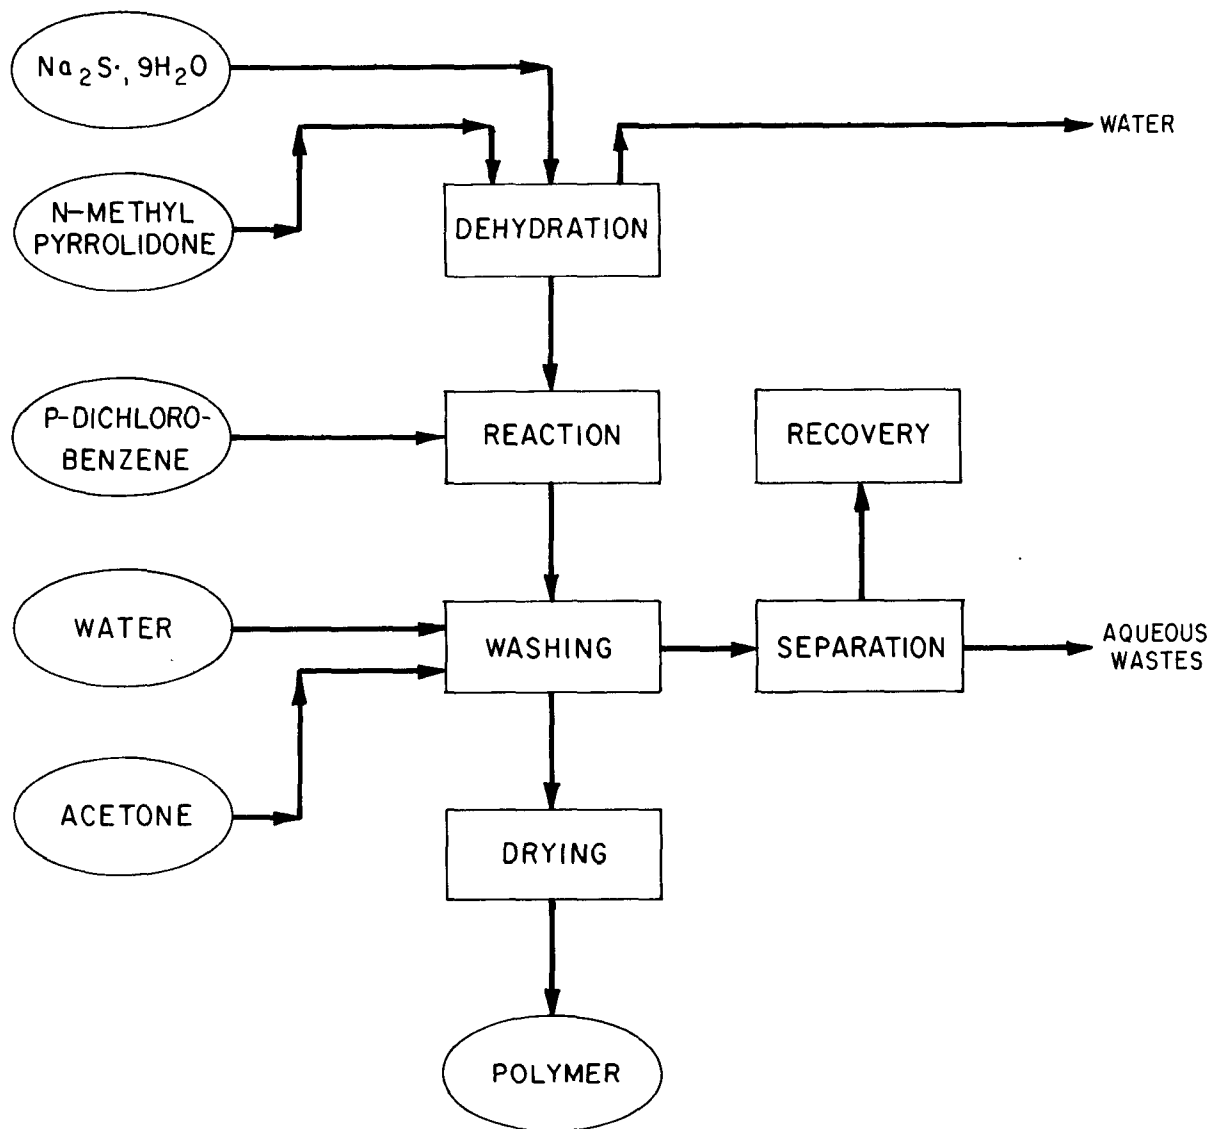 Na₂S·, 9H₂O
WATER
N-METHYL
PYRROLIDONE
DEHYDRATION
P-DICHLORO-
BENZENE
REACTION
RECOVERY
WATER
WASHING
SEPARATION
AQUEOUS
WASTES
ACETONE
DRYING
POLYMER